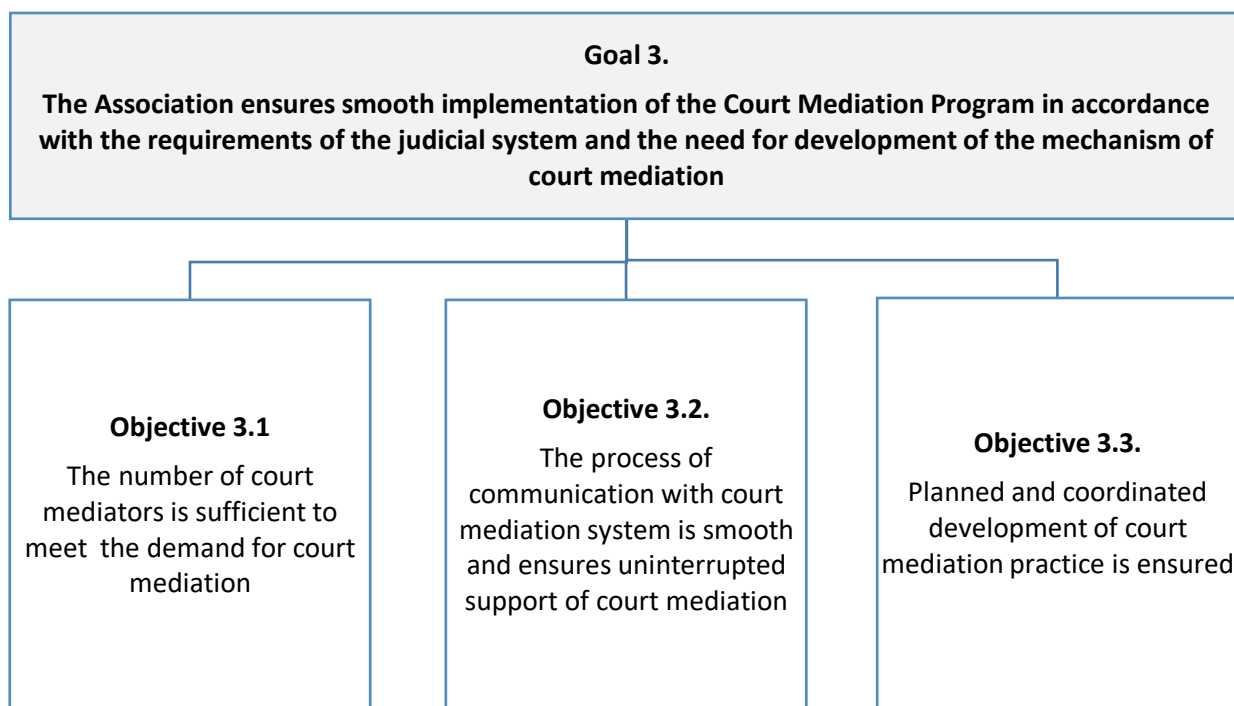 Goal 3.
The Association ensures smooth implementation of the Court Mediation Program in accordance
with the requirements of the judicial system and the need for development of the mechanism of
court mediation
Objective 3.1
The number of court
mediators is sufficient to
meet  the demand for court
mediation
Objective 3.2.
The process of
communication with court
mediation system is smooth
and ensures uninterrupted
support of court mediation
Objective 3.3.
Planned and coordinated
development of court
mediation practice is ensured